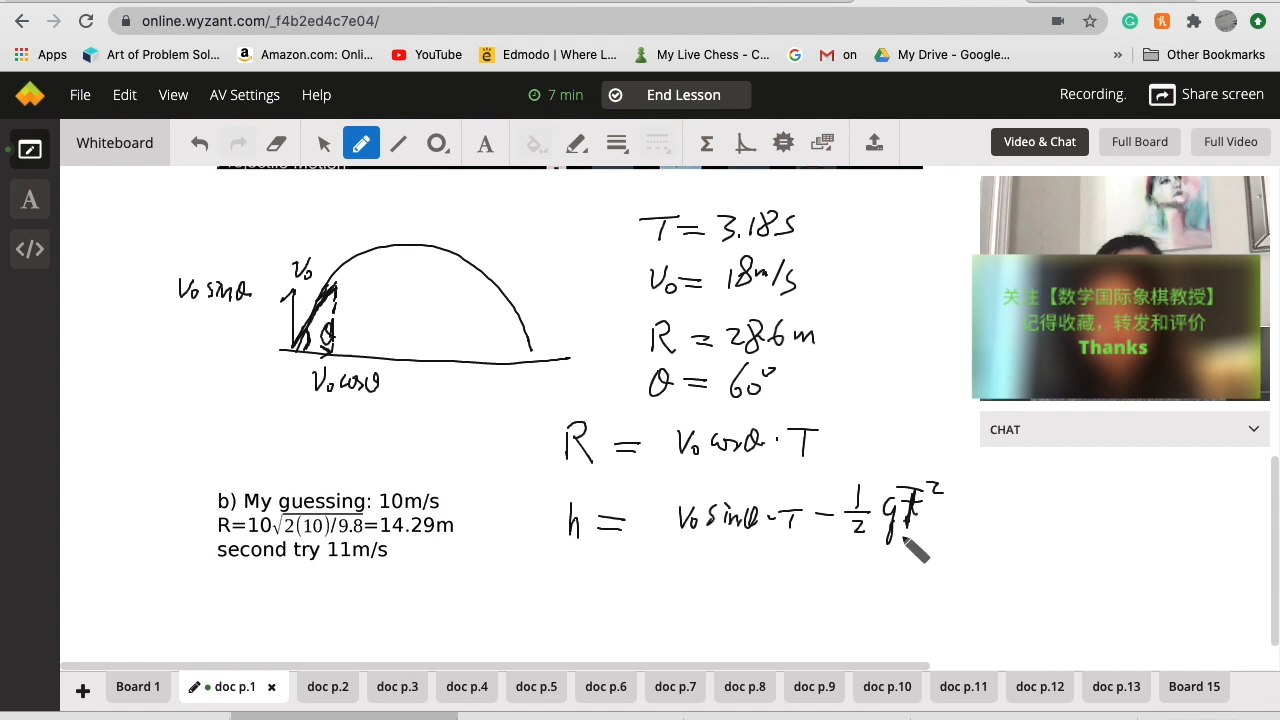 online.wyzant.com/_f4b2ed4c7e04/
Apps
Art of Problem Sol...
Amazon.com: Onli...
YouTube
Edmodo | Where L...
My Live Chess - C...
on
My Drive - Google...
»
Other Bookmarks
File Edit View AV Settings Help
7 min
End Lesson
Recording.
Share screen
Whiteboard
A
Σ
Video & Chat
Full Board
Full Video
A
</>
T = 3.18s
V₀ = 18m/s
R = 28.6m
θ = 60°
V₀
V₀ sinθ
θ
V₀ cosθ
R = V₀ cosθ · T
h = V₀ sinθ · T – 1/2 gT²
b) My guessing: 10m/s
R=10√2(10)/9.8=14.29m
second try 11m/s
关注【数学国际象棋教授】
记得收藏，转发和评价
Thanks
CHAT
+
Board 1
doc p.1 ×
doc p.2
doc p.3
doc p.4
doc p.5
doc p.6
doc p.7
doc p.8
doc p.9
doc p.10
doc p.11
doc p.12
doc p.13
Board 15